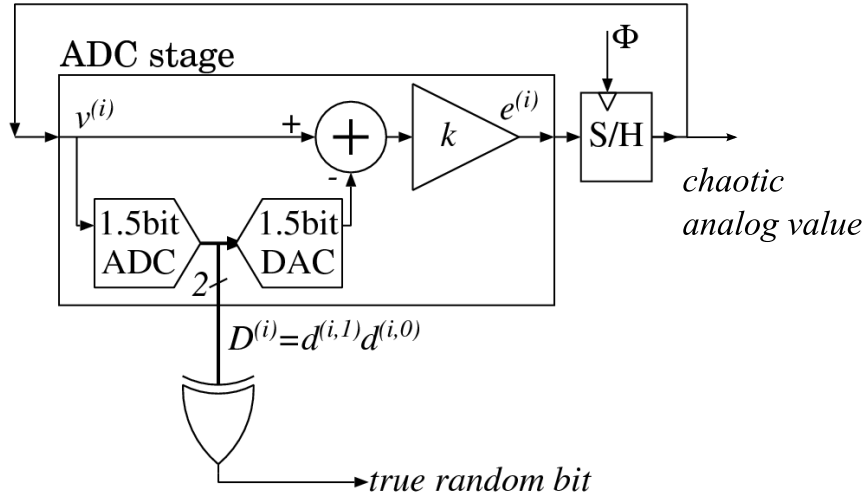 ADC stage
Φ
v(i)
+
+
k
e(i)
S/H
-
chaotic
analog value
1.5bit
ADC
1.5bit
DAC
2
D(i)=d(i,1)d(i,0)
true random bit